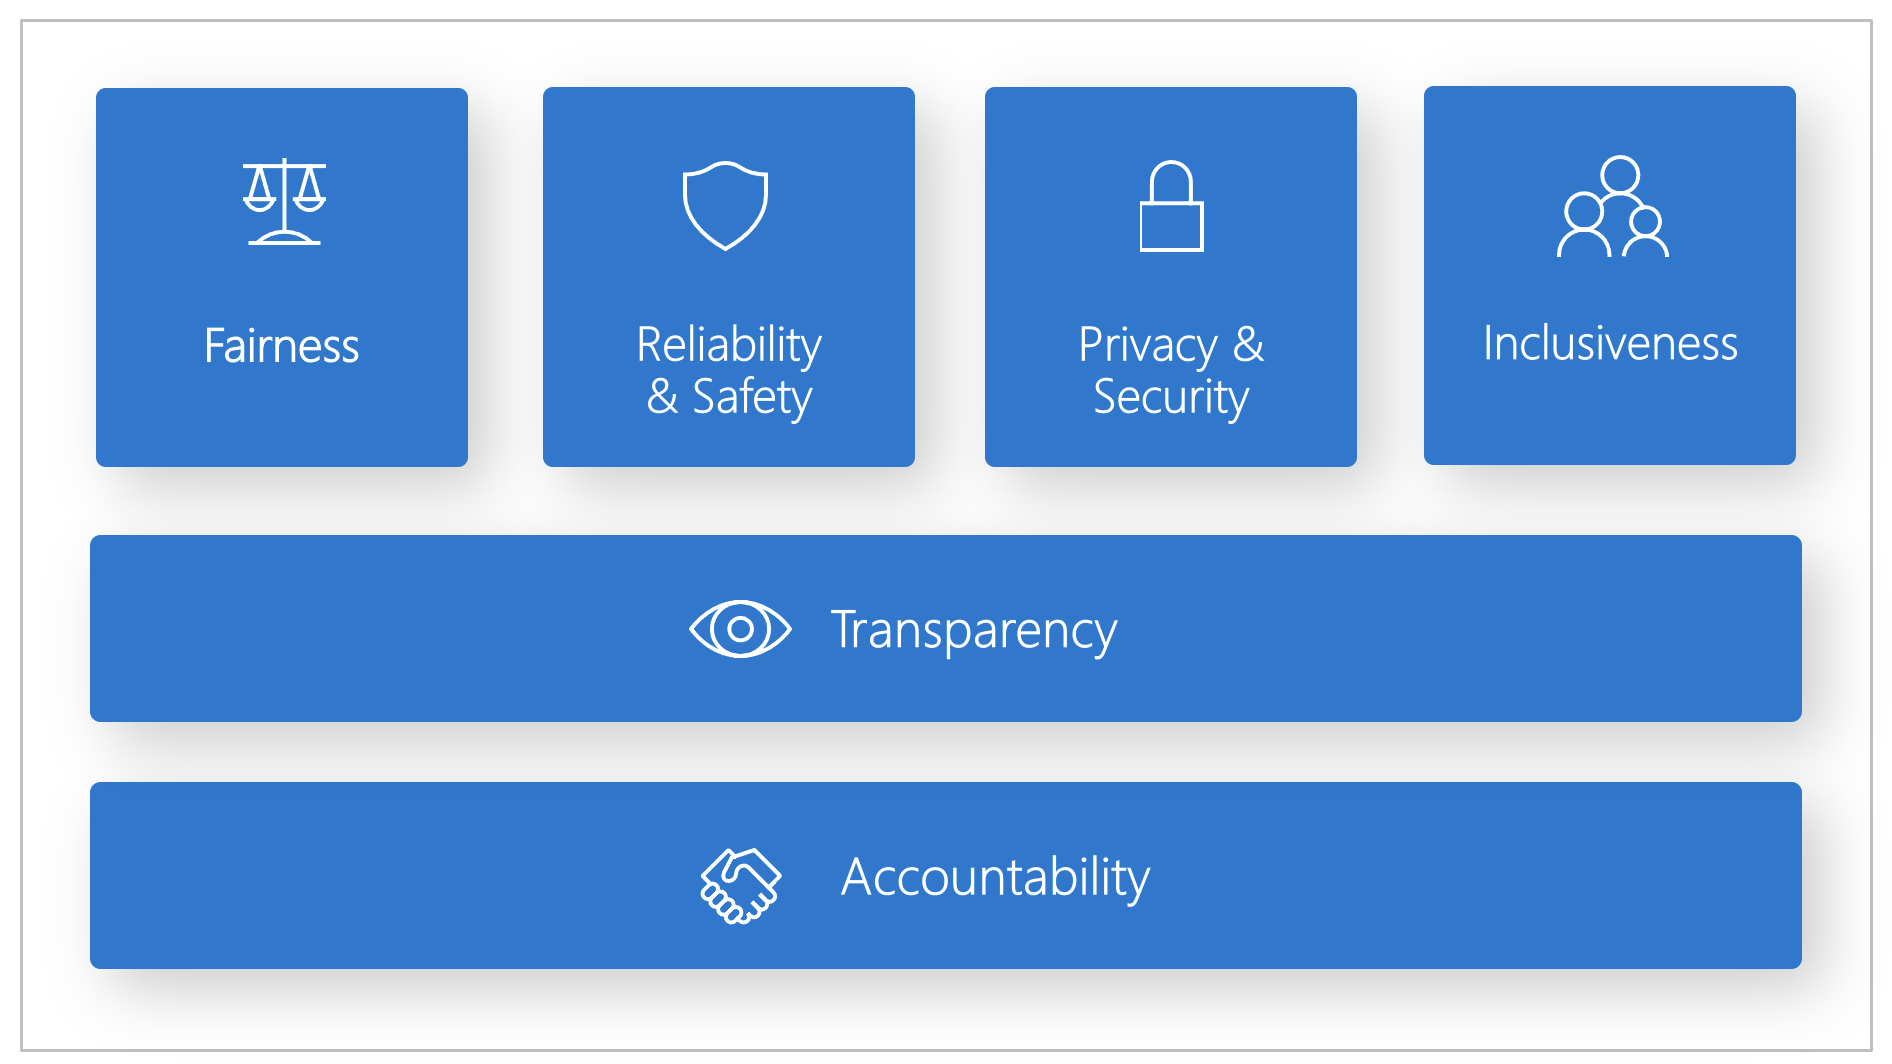 Fairness
Reliability
& Safety
Privacy &
Security
Inclusiveness
Transparency
Accountability